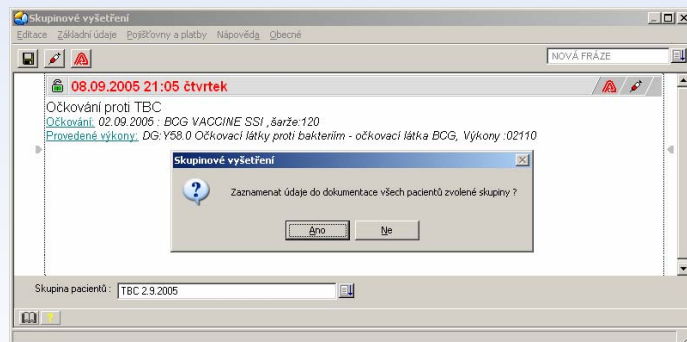 Skupinové vyšetření
Editace Základní údaje Pojišťovny a platby Nápověda Obecné
NOVÁ FRÁZE
08.09.2005 21:05 čtvrtek
Očkování proti TBC
Očkování: 02.09.2005 : BCG VACCINE SSI ,šarže:120
Provedené výkony: DG:Y58.0 Očkovací látky proti bakteriím - očkovací látka BCG, Výkony :02110
Skupinové vyšetření
Zaznamenat údaje do dokumentace všech pacientů zvolené skupiny ?
Ano Ne
Skupina pacientů : TBC 2.9.2005